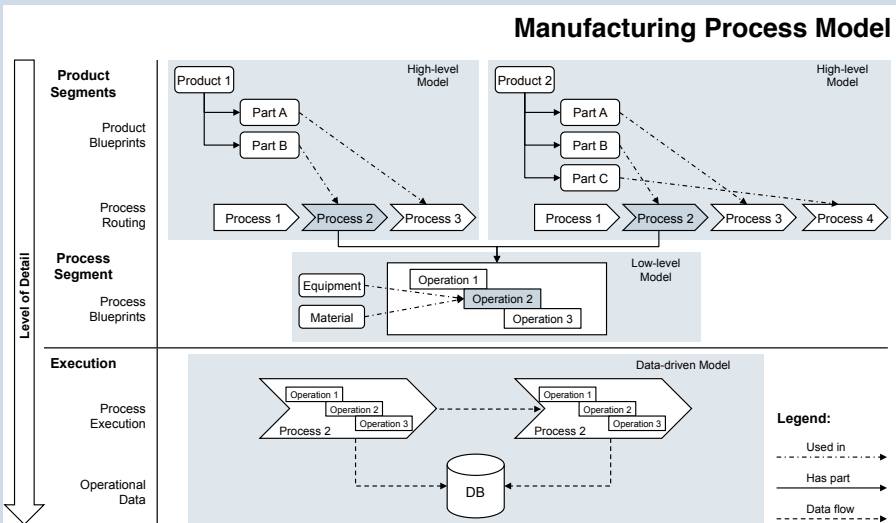 Manufacturing Process Model
Level of Detail
Product
Segments
Product
Blueprints
Process
Routing
Product 1
High-level
Model
Part A
Part B
Process 1
Process 2
Process 3
Product 2
High-level
Model
Part A
Part B
Part C
Process 1
Process 2
Process 3
Process 4
Process
Segment
Process
Blueprints
Low-level
Model
Equipment
Material
Operation 1
Operation 2
Operation 3
Execution
Process
Execution
Operational
Data
Data-driven Model
Operation 1
Operation 2
Operation 3
Process 2
Operation 1
Operation 2
Operation 3
Process 2
DB
Legend:
Used in
Has part
Data flow